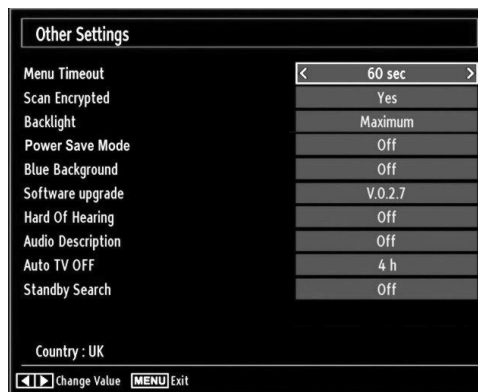 Other Settings
Menu Timeout < 60 sec >
Scan Encrypted Yes
Backlight Maximum
Power Save Mode Off
Blue Background Off
Software upgrade V.0.2.7
Hard Of Hearing Off
Audio Description Off
Auto TV OFF 4 h
Standby Search Off
Country : UK
Change Value MENU Exit